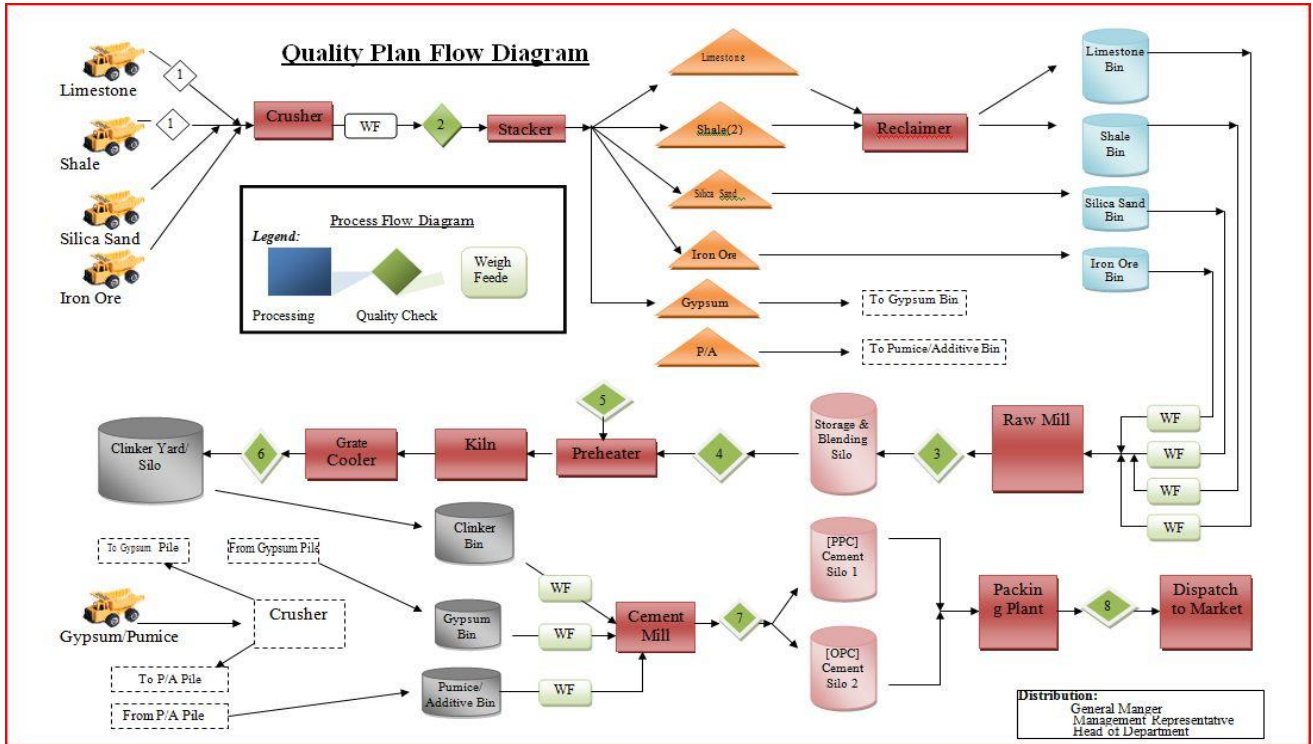 Quality Plan Flow Diagram
Limestone
1
Shale
1
Silica Sand
Iron Ore
Crusher
WF
2
Stacker
Limestone
Shale(2)
Silica Sand
Iron Ore
Gypsum
P/A
Reclaimer
To Gypsum Bin
To Pumice/Additive Bin
Limestone
Bin
Shale
Bin
Silica Sand
Bin
Iron Ore
Bin
Process Flow Diagram
Legend:
Weigh
Feede
Processing
Quality Check
WF
WF
WF
WF
Raw Mill
3
Storage &
Blending
Silo
4
5
Preheater
Kiln
Grate
Cooler
6
Clinker Yard/
Silo
To Gypsum Pile
From Gypsum Pile
Gypsum/Pumice
Crusher
To P/A Pile
From P/A Pile
Clinker
Bin
Gypsum
Bin
Pumice/
Additive Bin
WF
WF
WF
Cement
Mill
7
[PPC]
Cement
Silo 1
[OPC]
Cement
Silo 2
Packin
g Plant
8
Dispatch
to Market
Distribution:
General Manger
Management Representative
Head of Department